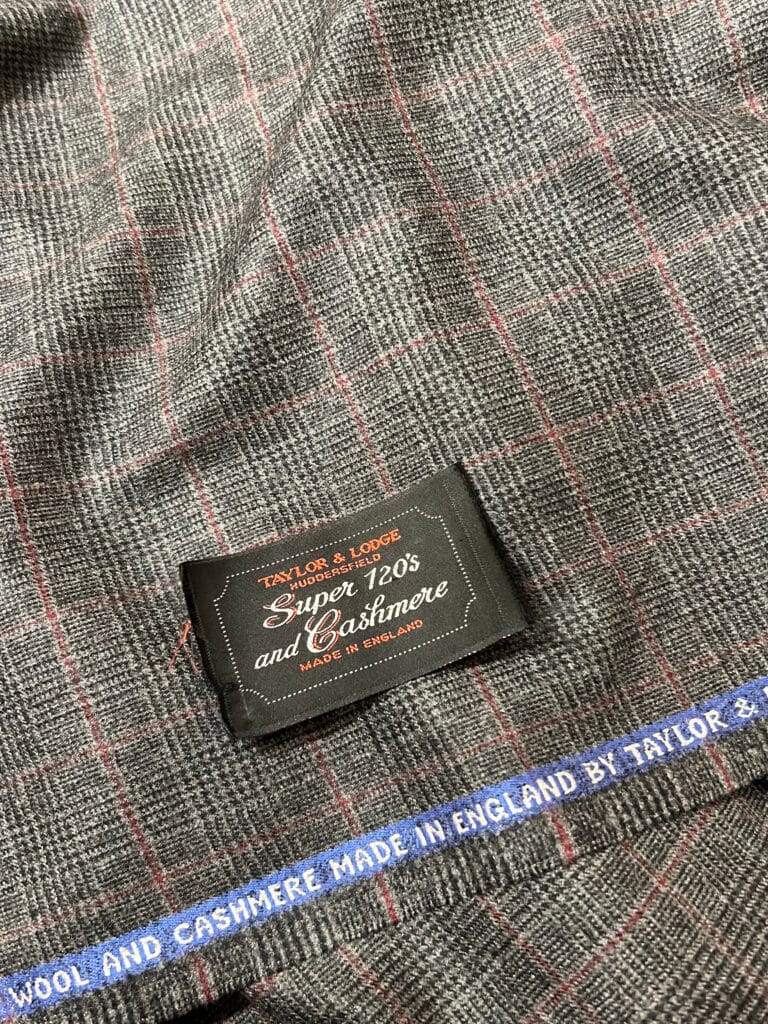 TAYLOR & LODGE
HUDDERSFIELD
Super 120's
and Cashmere
MADE IN ENGLAND
WOOL AND CASHMERE MADE IN ENGLAND BY TAYLOR &